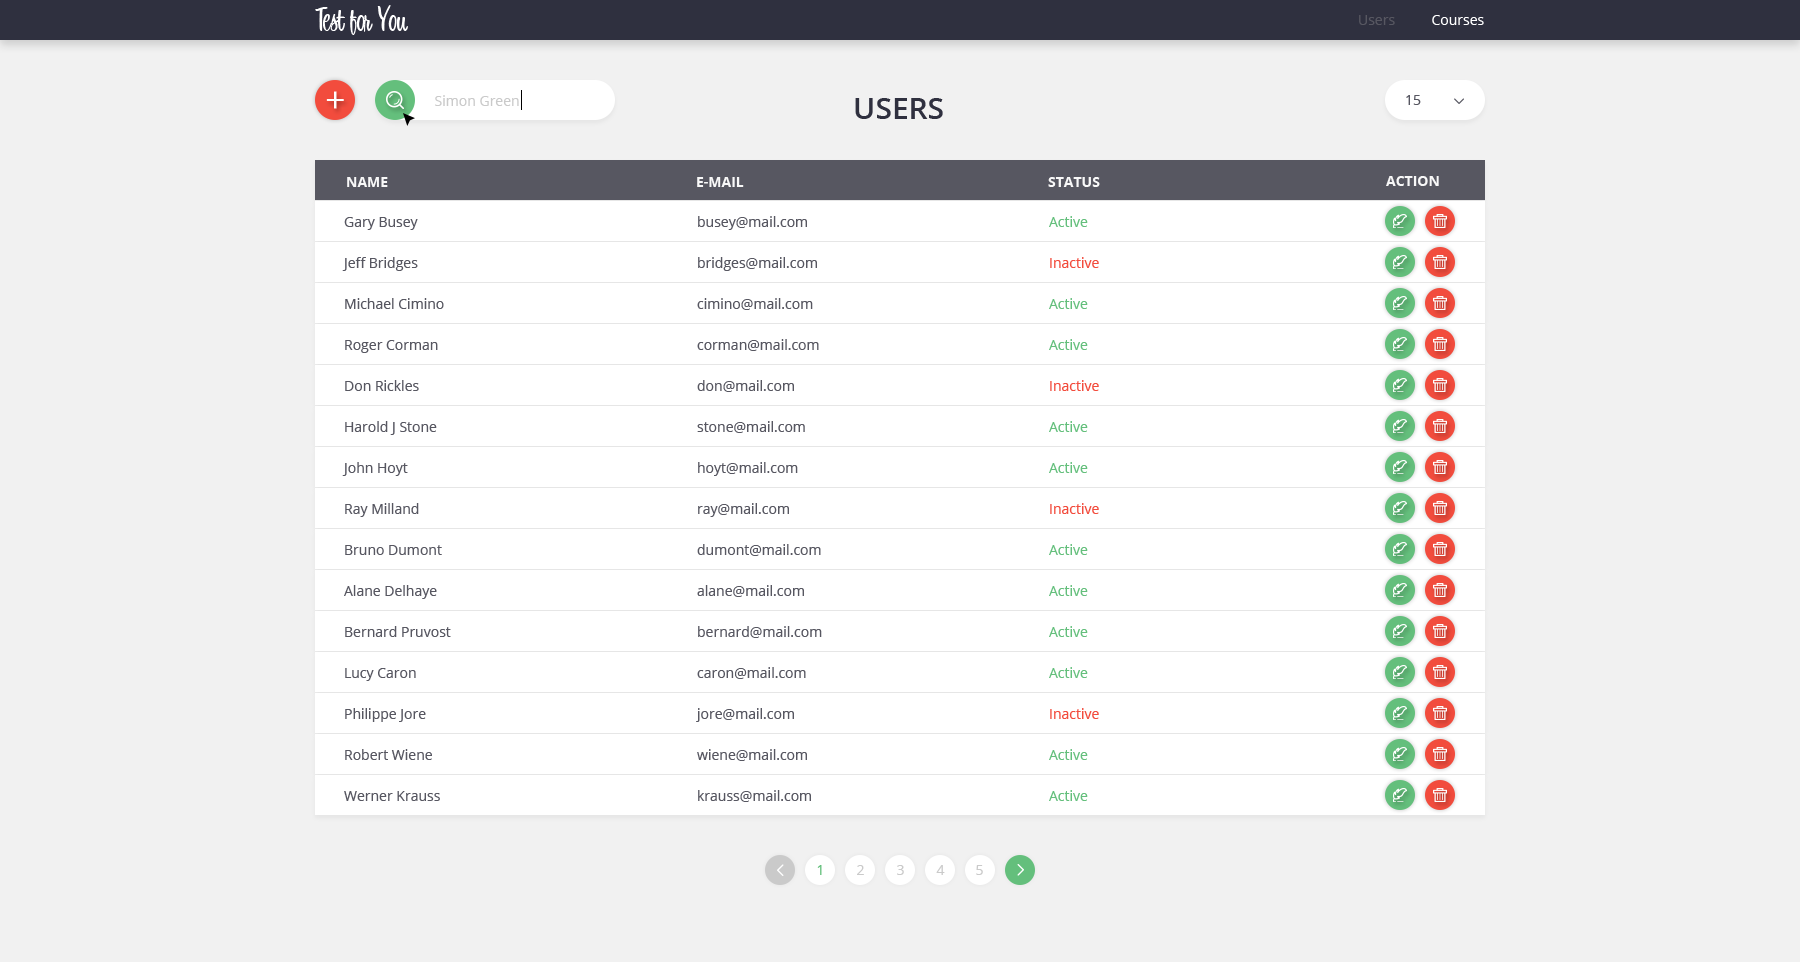 Test for You
Users Courses
Simon Green
USERS
15
NAME E-MAIL STATUS ACTION
Gary Busey busey@mail.com Active
Jeff Bridges bridges@mail.com Inactive
Michael Cimino cimino@mail.com Active
Roger Corman corman@mail.com Active
Don Rickles don@mail.com Inactive
Harold J Stone stone@mail.com Active
John Hoyt hoyt@mail.com Active
Ray Milland ray@mail.com Inactive
Bruno Dumont dumont@mail.com Active
Alane Delhaye alane@mail.com Active
Bernard Pruvost bernard@mail.com Active
Lucy Caron caron@mail.com Active
Philippe Jore jore@mail.com Inactive
Robert Wiene wiene@mail.com Active
Werner Krauss krauss@mail.com Active
1 2 3 4 5